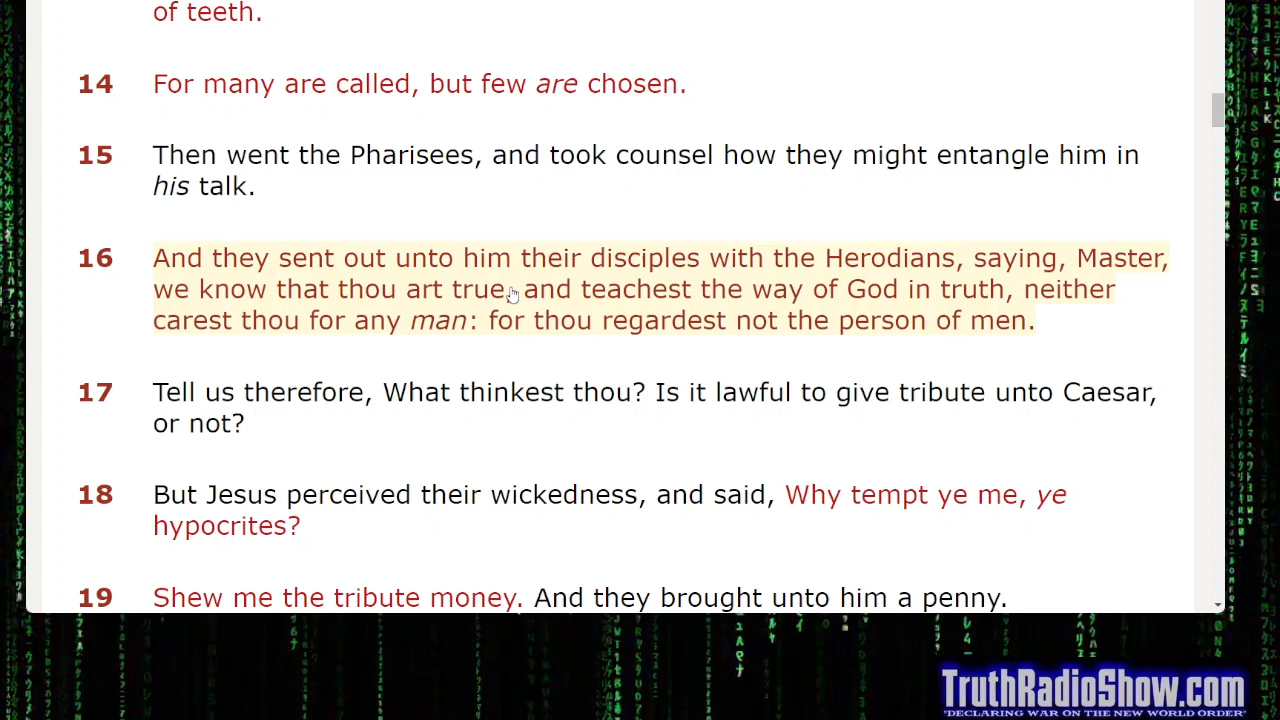 of teeth.
14 For many are called, but few are chosen.
15 Then went the Pharisees, and took counsel how they might entangle him in
his talk.
16 And they sent out unto him their disciples with the Herodians, saying, Master,
we know that thou art true, and teachest the way of God in truth, neither
carest thou for any man: for thou regardest not the person of men.
17 Tell us therefore, What thinkest thou? Is it lawful to give tribute unto Caesar,
or not?
18 But Jesus perceived their wickedness, and said, Why tempt ye me, ye
hypocrites?
19 Shew me the tribute money. And they brought unto him a penny.
TruthRadioShow.com
"DECLARING WAR ON THE NEW WORLD ORDER"